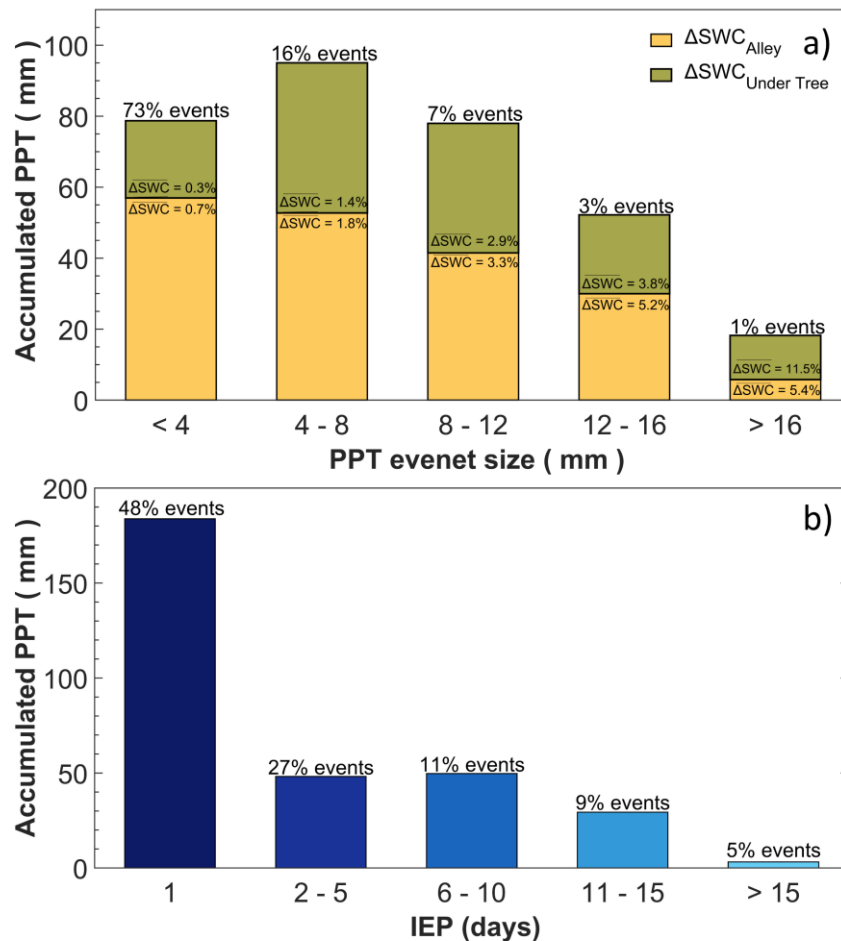 a)
ΔSWC Alley
ΔSWC Under Tree
Accumulated PPT ( mm )
100
80
60
40
20
0
73% events
ΔSWC = 0.3%
ΔSWC = 0.7%
16% events
ΔSWC = 1.4%
ΔSWC = 1.8%
7% events
ΔSWC = 2.9%
ΔSWC = 3.3%
3% events
ΔSWC = 3.8%
ΔSWC = 5.2%
1% events
ΔSWC = 11.5%
ΔSWC = 5.4%
< 4 4 - 8 8 - 12 12 - 16 > 16
PPT evenet size ( mm )
b)
Accumulated PPT ( mm )
200
150
100
50
0
48% events
27% events
11% events
9% events
5% events
1 2 - 5 6 - 10 11 - 15 > 15
IEP (days)